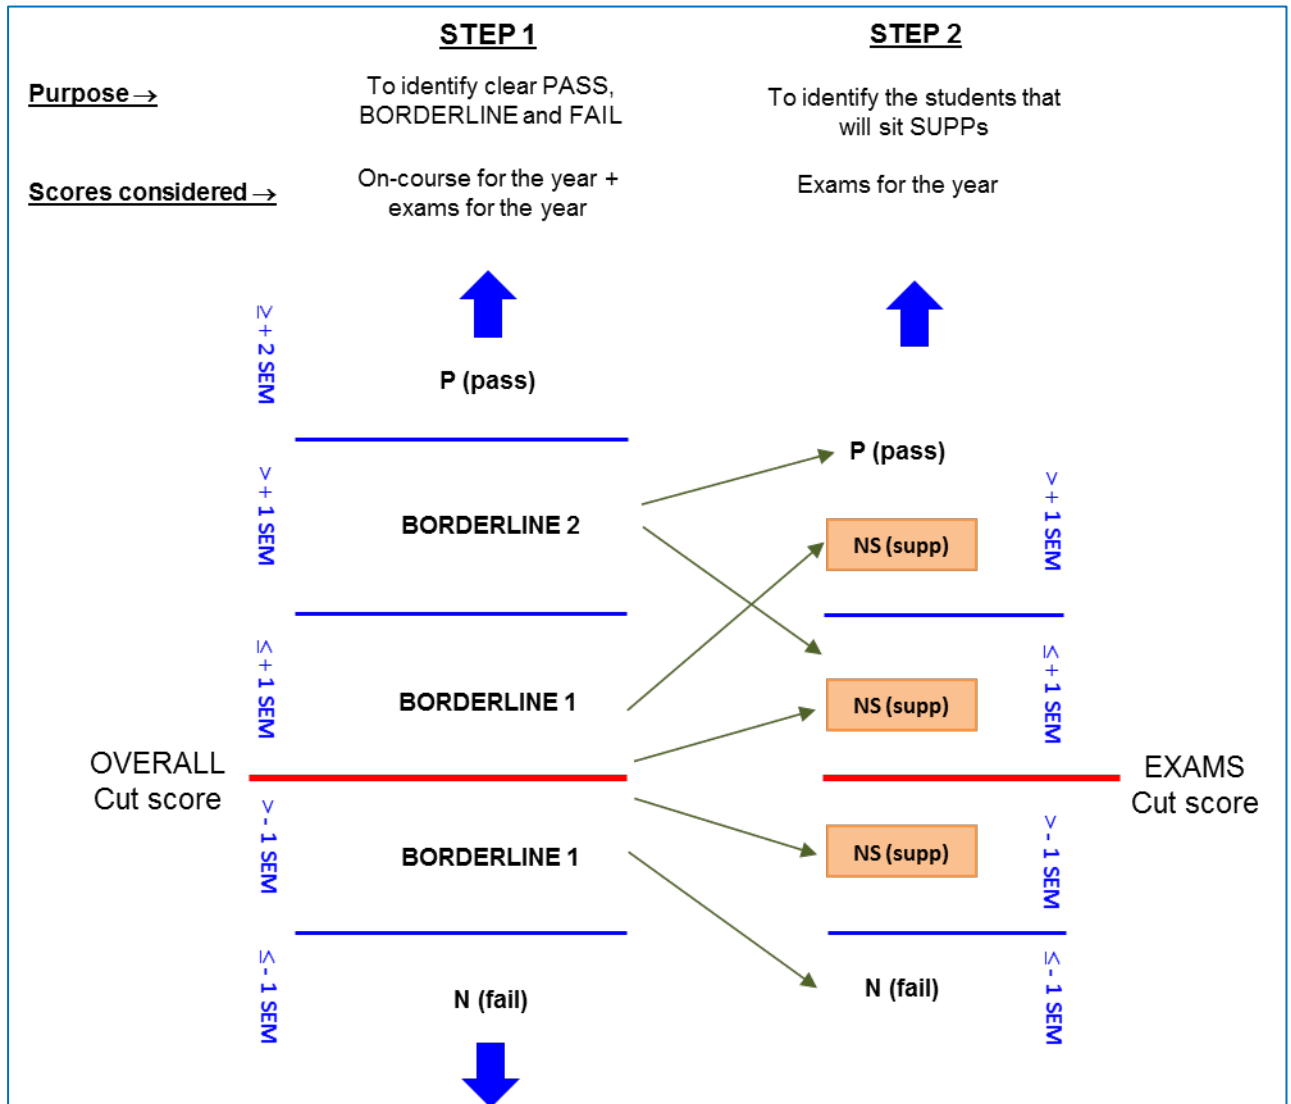 STEP 1
STEP 2
Purpose →
To identify clear PASS,
BORDERLINE and FAIL
To identify the students that
will sit SUPPs
Scores considered →
On-course for the year +
exams for the year
Exams for the year
≥ + 2 SEM
P (pass)
P (pass)
> + 1 SEM
BORDERLINE 2
NS (supp)
> + 1 SEM
≤ + 1 SEM
BORDERLINE 1
NS (supp)
≤ + 1 SEM
OVERALL
Cut score
EXAMS
Cut score
> - 1 SEM
BORDERLINE 1
NS (supp)
> - 1 SEM
≤ - 1 SEM
N (fail)
N (fail)
≤ - 1 SEM